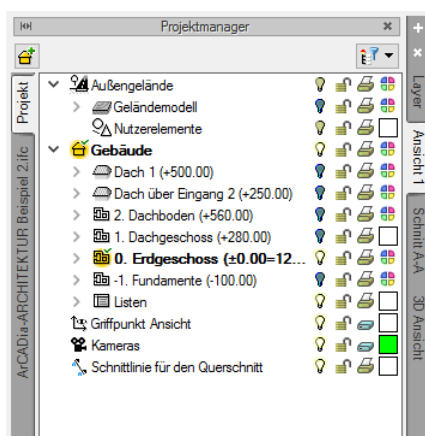 Projektmanager
Projekt
ArCADia-ARCHITEKTUR Beispiel 2.ifc
Außengelände
Geländemodell
Nutzerelemente
Gebäude
Dach 1 (+500.00)
Dach über Eingang 2 (+250.00)
2. Dachboden (+560.00)
1. Dachgeschoss (+280.00)
0. Erdgeschoss (±0.00=12...
-1. Fundamente (-100.00)
Listen
Griffpunkt Ansicht
Kameras
Schnittlinie für den Querschnitt
Layer
Ansicht 1
Schnitt A-A
3D Ansicht